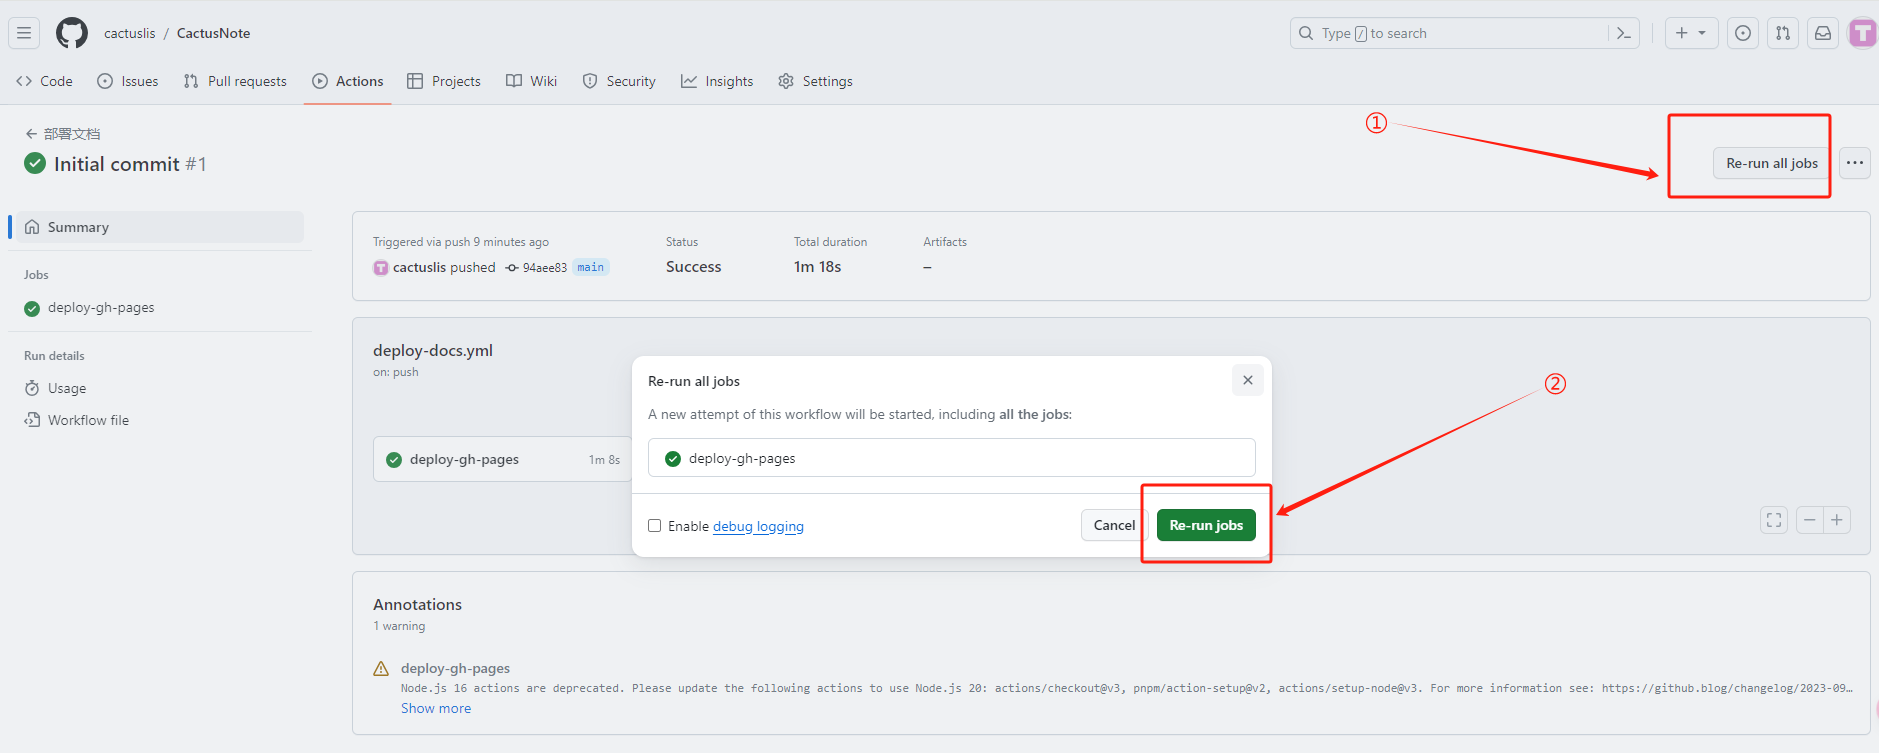 cactuslis / CactusNote
Type / to search
T
Code Issues Pull requests Actions Projects Wiki Security Insights Settings
①
部署文档
Initial commit #1
Re-run all jobs
Summary
Jobs
deploy-gh-pages
Run details
Usage
Workflow file
Triggered via push 9 minutes ago Status Total duration Artifacts
T cactuslis pushed 94aee83 main Success 1m 18s –
deploy-docs.yml
on: push
deploy-gh-pages 1m 8s
②
Re-run all jobs
A new attempt of this workflow will be started, including all the jobs:
deploy-gh-pages
Enable debug logging Cancel Re-run jobs
Annotations
1 warning
deploy-gh-pages
Node.js 16 actions are deprecated. Please update the following actions to use Node.js 20: actions/checkout@v3, pnpm/action-setup@v2, actions/setup-node@v3. For more information see: https://github.blog/changelog/2023-09…
Show more